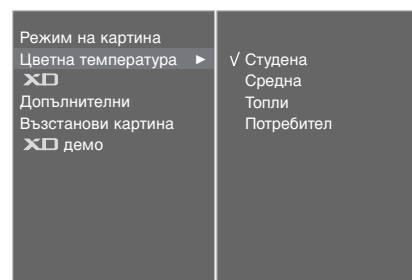 Режим на картина
Цветна температура ►
XD
Допълнителни
Възстанови картина
XD демо
√ Студена
Средна
Топли
Потребител